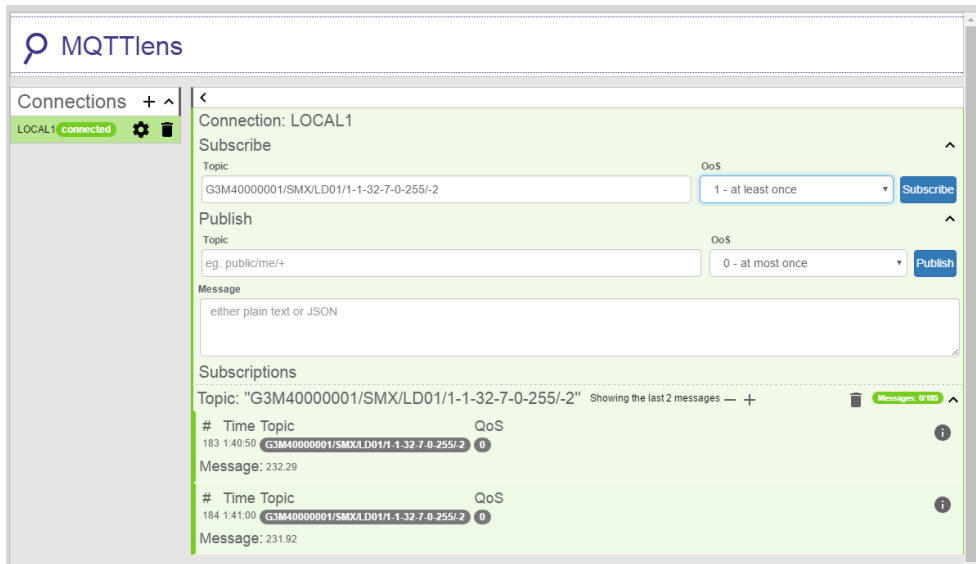 MQTTlens
Connections +
LOCAL1 connected
Connection: LOCAL1
Subscribe
Topic QoS
G3M40000001/SMX/LD01/1-1-32-7-0-255/-2 1 - at least once Subscribe
Publish
Topic QoS
eg. public/me/+ 0 - at most once Publish
Message
either plain text or JSON
Subscriptions
Topic: "G3M40000001/SMX/LD01/1-1-32-7-0-255/-2" Showing the last 2 messages — + Messages: 0/185
# Time Topic QoS
183 1:40:50 G3M40000001/SMX/LD01/1-1-32-7-0-255/-2 0
Message: 232.29
# Time Topic QoS
184 1:41:00 G3M40000001/SMX/LD01/1-1-32-7-0-255/-2 0
Message: 231.92